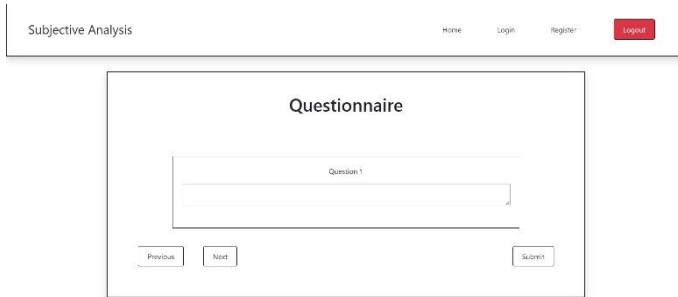 Subjective Analysis Home Login Register Logout
Questionnaire
Question 1
Previous Next Submit